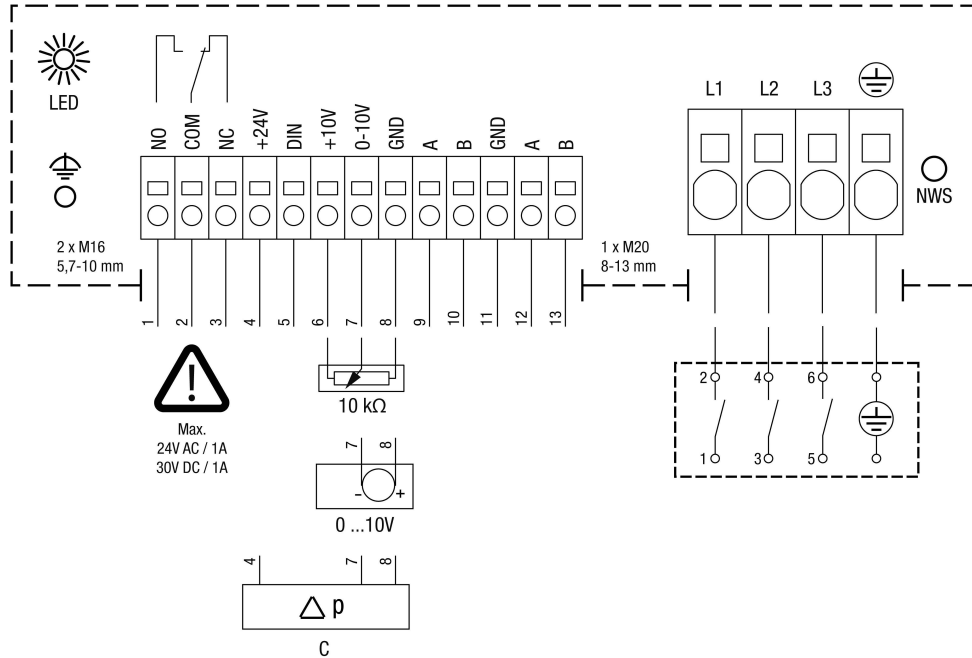 LED
NO
COM
NC
+24V
DIN
+10V
0-10V
GND
A
B
GND
A
B
L1
L2
L3
NWS
2 x M16
5,7-10 mm
1 x M20
8-13 mm
1
2
3
4
5
6
7
8
9
10
11
12
13
Max.
24V AC / 1A
30V DC / 1A
10 kΩ
7
8
- +
0 ...10V
4
7
8
△ p
C
2
4
6
1
3
5